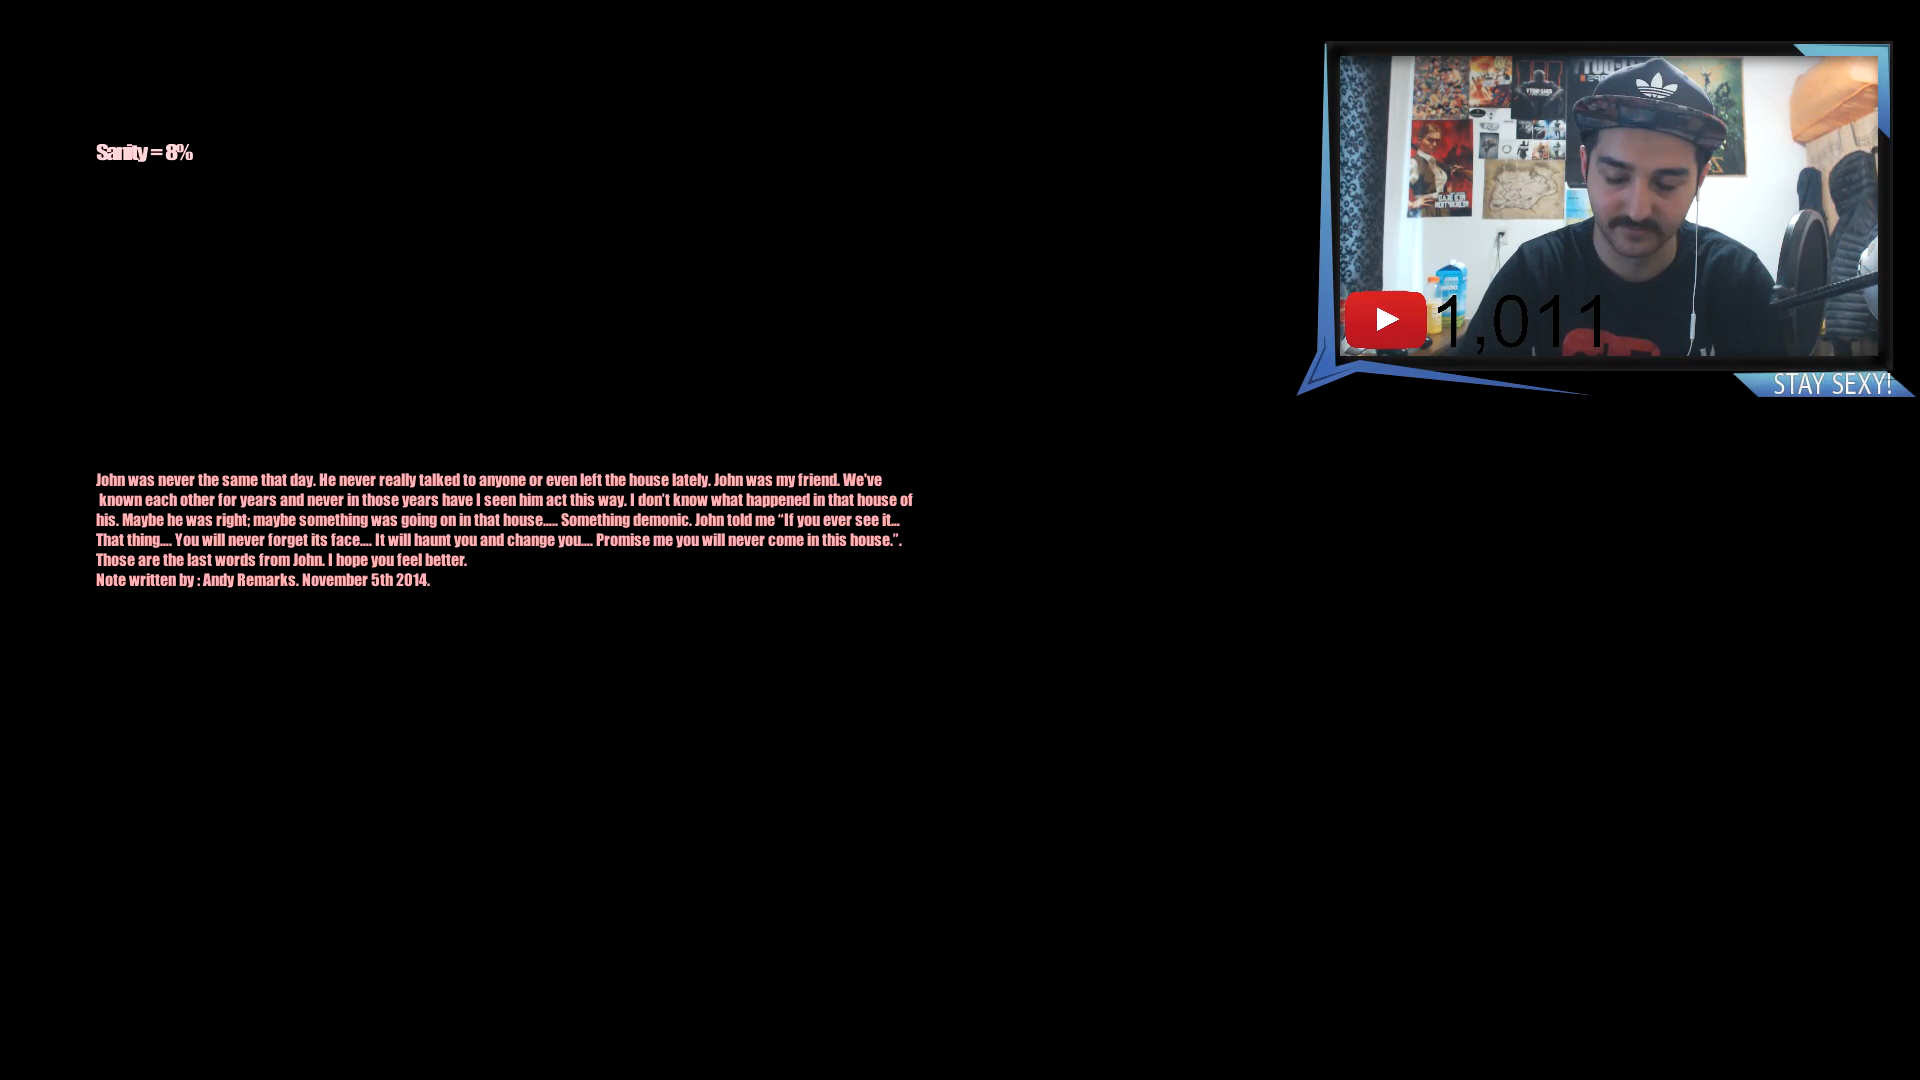 Sanity = 8%
1,011
STAY SEXY!
John was never the same that day. He never really talked to anyone or even left the house lately. John was my friend. We've
known each other for years and never in those years have I seen him act this way. I don't know what happened in that house of
his. Maybe he was right; maybe something was going on in that house..... Something demonic. John told me “If you ever see it...
That thing.... You will never forget its face.... It will haunt you and change you.... Promise me you will never come in this house.”.
Those are the last words from John. I hope you feel better.
Note written by : Andy Remarks. November 5th 2014.